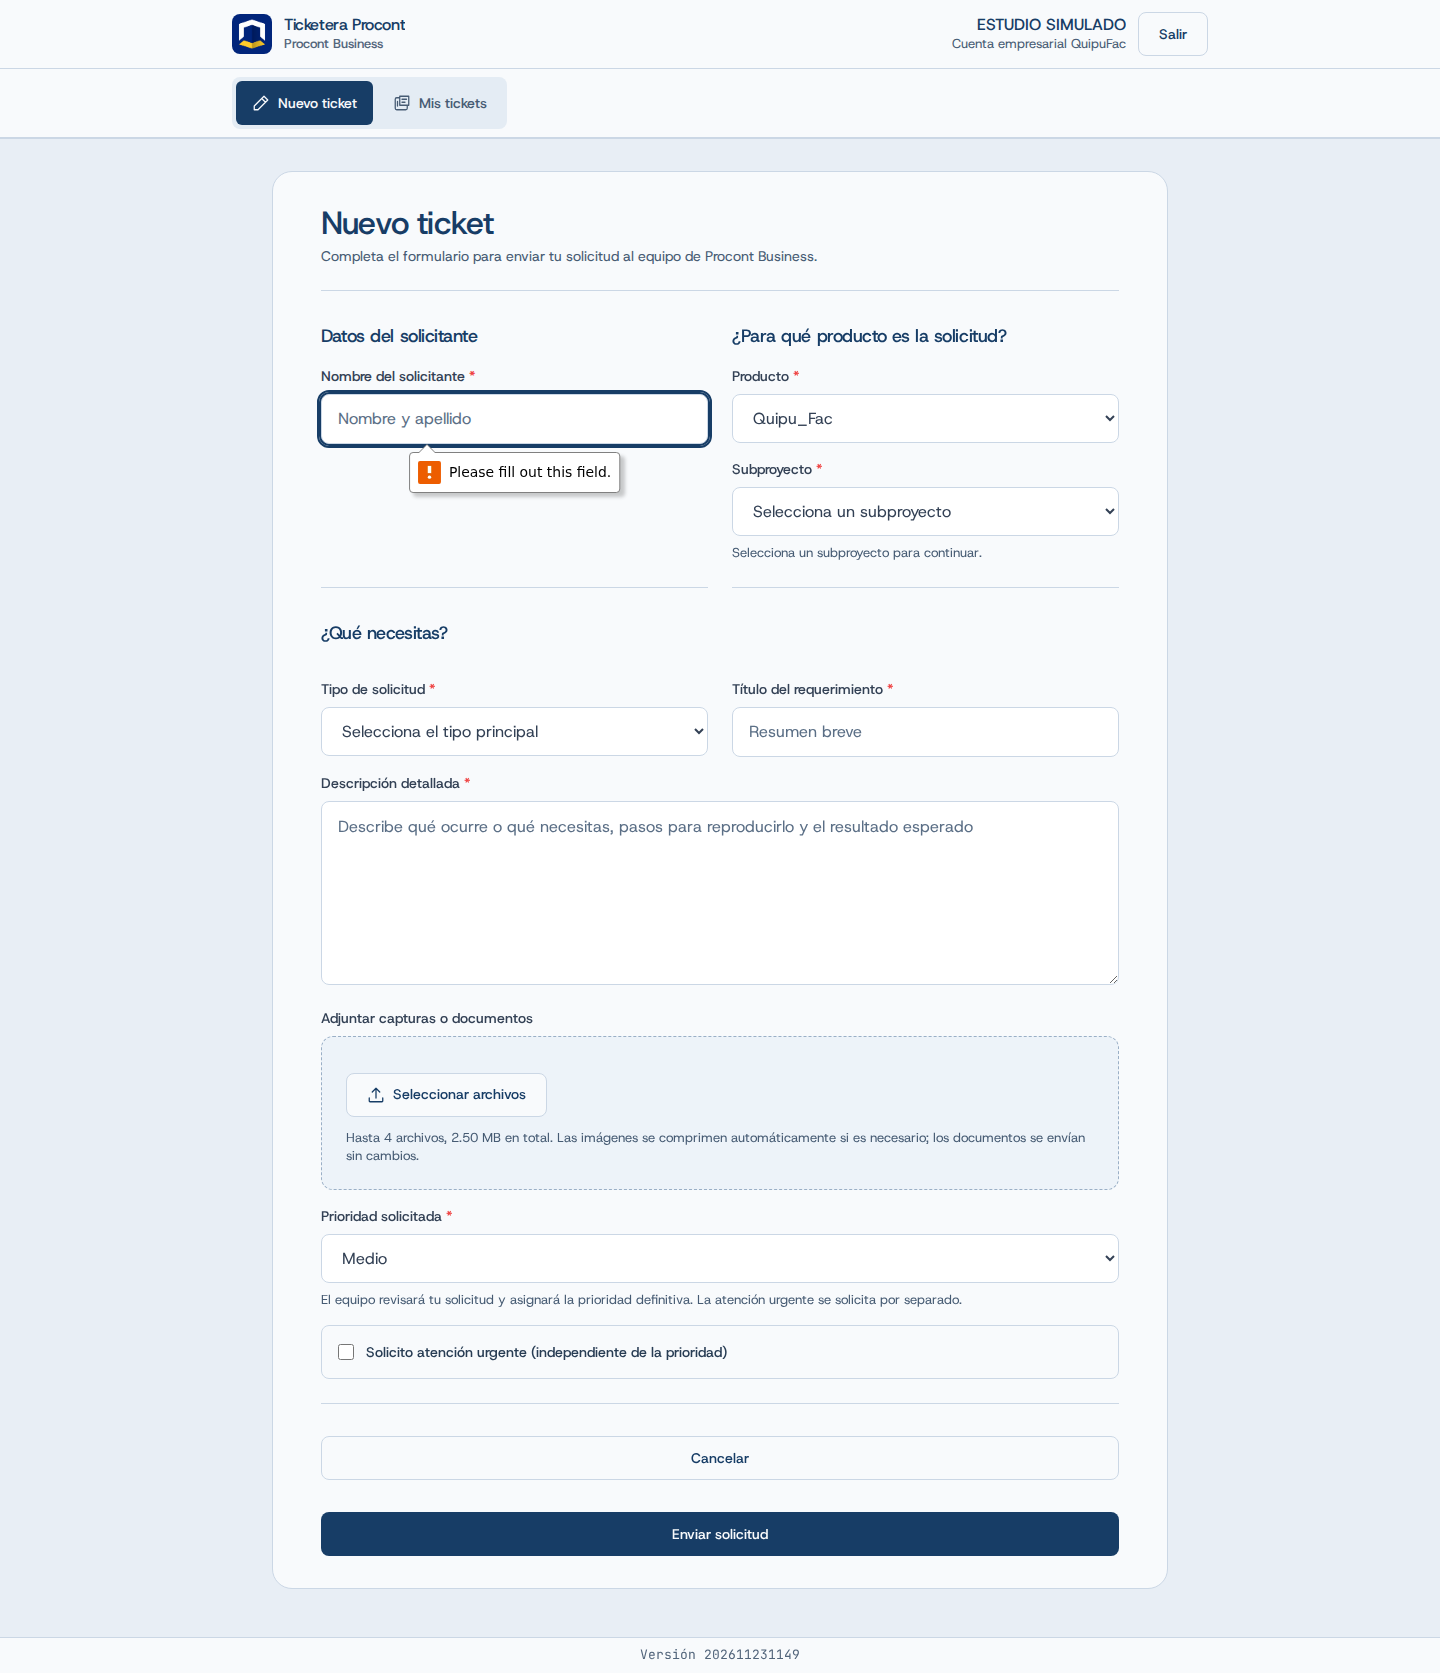 Ticketera Procont
Procont Business
ESTUDIO SIMULADO
Cuenta empresarial QuipuFac
Salir
Nuevo ticket
Mis tickets
Nuevo ticket
Completa el formulario para enviar tu solicitud al equipo de Procont Business.
Datos del solicitante
Nombre del solicitante *
Nombre y apellido
Please fill out this field.
¿Para qué producto es la solicitud?
Producto *
Quipu_Fac
Subproyecto *
Selecciona un subproyecto
Selecciona un subproyecto para continuar.
¿Qué necesitas?
Tipo de solicitud *
Selecciona el tipo principal
Título del requerimiento *
Resumen breve
Descripción detallada *
Describe qué ocurre o qué necesitas, pasos para reproducirlo y el resultado esperado
Adjuntar capturas o documentos
Seleccionar archivos
Hasta 4 archivos, 2.50 MB en total. Las imágenes se comprimen automáticamente si es necesario; los documentos se envían
sin cambios.
Prioridad solicitada *
Medio
El equipo revisará tu solicitud y asignará la prioridad definitiva. La atención urgente se solicita por separado.
Solicito atención urgente (independiente de la prioridad)
Cancelar
Enviar solicitud
Versión 202611231149